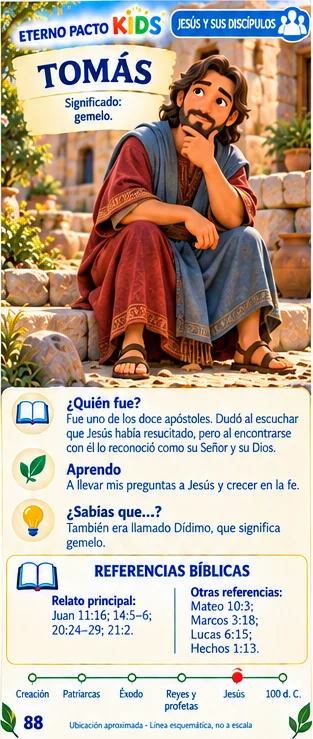 ETERNO PACTO KIDS
JESÚS Y SUS DISCÍPULOS
TOMÁS
Significado:
gemelo.
¿Quién fue?
Fue uno de los doce apóstoles. Dudó al escuchar
que Jesús había resucitado, pero al encontrarse
con él lo reconoció como su Señor y su Dios.
Aprendo
A llevar mis preguntas a Jesús y crecer en la fe.
¿Sabías que...?
También era llamado Dídimo, que significa
gemelo.
REFERENCIAS BÍBLICAS
Relato principal:
Juan 11:16; 14:5–6;
20:24–29; 21:2.
Otras referencias:
Mateo 10:3;
Marcos 3:18;
Lucas 6:15;
Hechos 1:13.
Creación
Patriarcas
Éxodo
Reyes y
profetas
Jesús
100 d. C.
88
Ubicación aproximada - Línea esquemática, no a escala